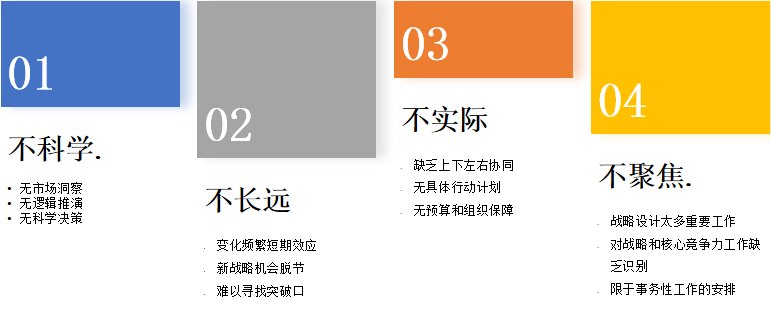 01
不科学.
• 无市场洞察
• 无逻辑推演
• 无科学决策
02
不长远
. 变化频繁短期效应
. 新战略机会脱节
. 难以寻找突破口
03
不实际
. 缺乏上下左右协同
. 无具体行动计划
. 无预算和组织保障
04
不聚焦.
. 战略设计太多重要工作
. 对战略和核心竞争力工作缺
乏识别
. 限于事务性工作的安排